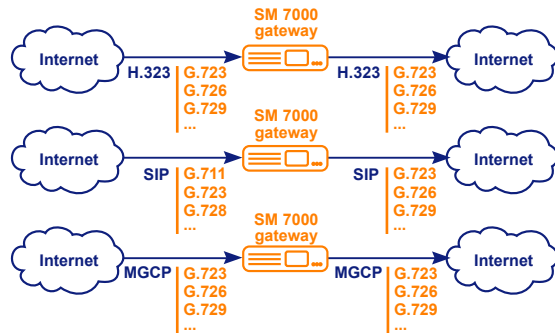 SM 7000
gateway
Internet
Internet
H.323
G.723
G.726
G.729
...
H.323
G.723
G.726
G.729
...
SM 7000
gateway
Internet
Internet
SIP
G.711
G.723
G.728
...
SIP
G.723
G.726
G.729
...
SM 7000
gateway
Internet
Internet
MGCP
G.723
G.726
G.729
...
MGCP
G.723
G.726
G.729
...